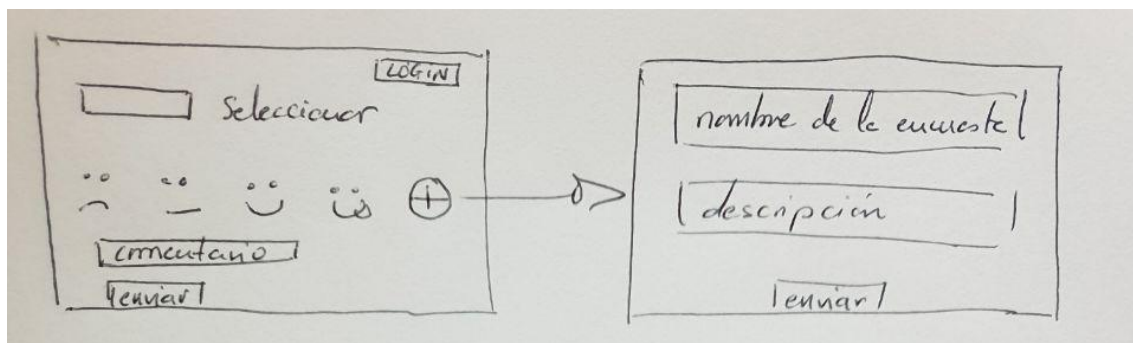 LOGIN
Seleccionar
comentario
enviar
nombre de la encuesta
descripción
enviar